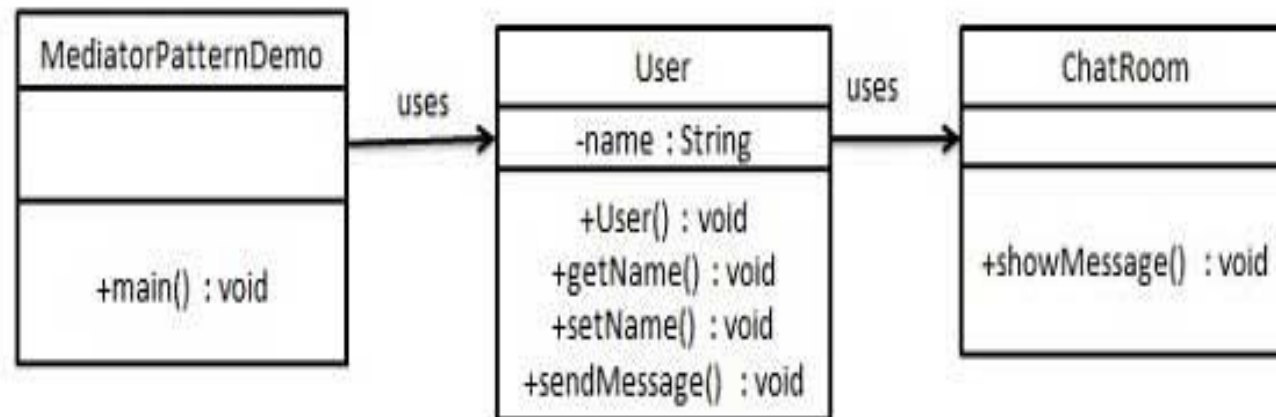 MediatorPatternDemo
+main() : void
uses
User
-name : String
+User() : void
+getName() : void
+setName() : void
+sendMessage() : void
uses
ChatRoom
+showMessage() : void